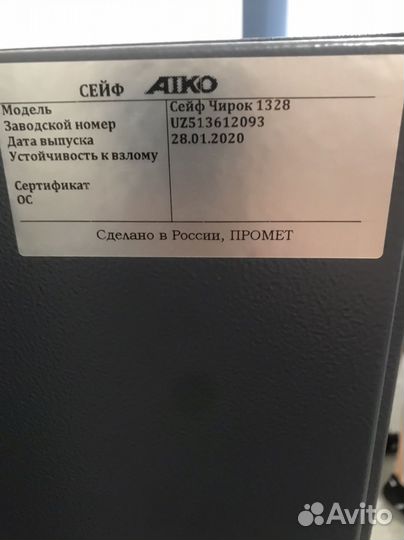 СЕЙФ AIKO
Модель Сейф Чирок 1328
Заводской номер UZ513612093
Дата выпуска 28.01.2020
Устойчивость к взлому
Сертификат
ОС
Сделано в России, ПРОМЕТ
Avito